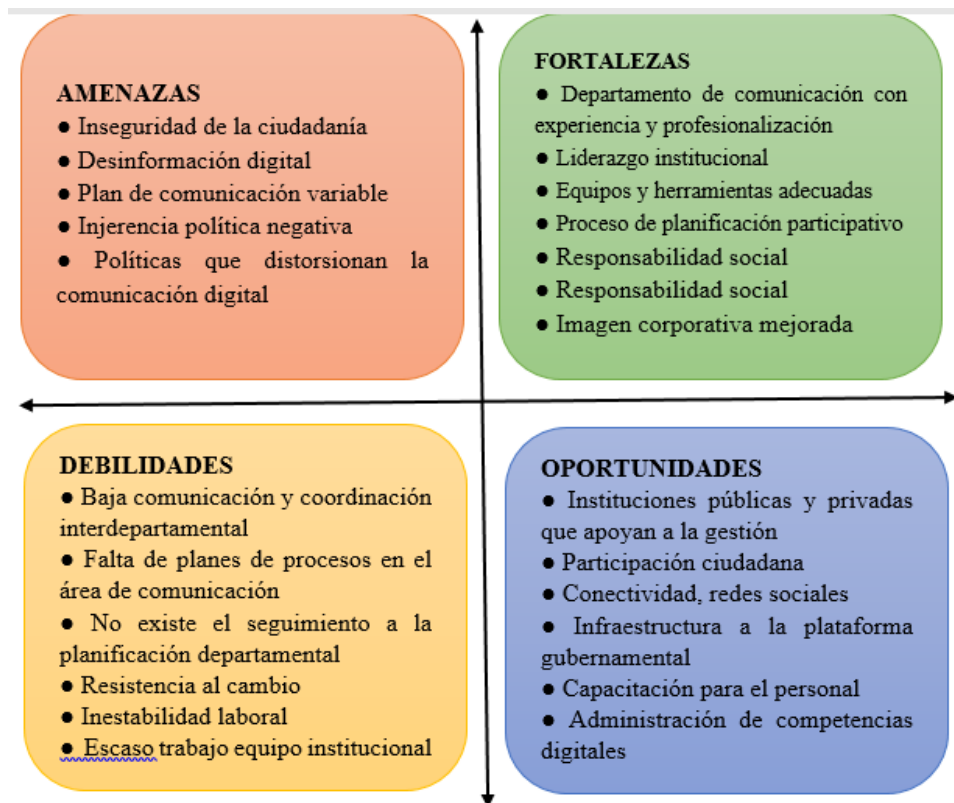 AMENAZAS
● Inseguridad de la ciudadanía
● Desinformación digital
● Plan de comunicación variable
● Injerencia política negativa
● Políticas que distorsionan la
comunicación digital
FORTALEZAS
● Departamento de comunicación con
experiencia y profesionalización
● Liderazgo institucional
● Equipos y herramientas adecuadas
● Proceso de planificación participativo
● Responsabilidad social
● Responsabilidad social
● Imagen corporativa mejorada
DEBILIDADES
● Baja comunicación y coordinación
interdepartamental
● Falta de planes de procesos en el
área de comunicación
● No existe el seguimiento a la
planificación departamental
● Resistencia al cambio
● Inestabilidad laboral
● Escaso trabajo equipo institucional
OPORTUNIDADES
● Instituciones públicas y privadas
que apoyan a la gestión
● Participación ciudadana
● Conectividad, redes sociales
● Infraestructura a la plataforma
gubernamental
● Capacitación para el personal
● Administración de competencias
digitales